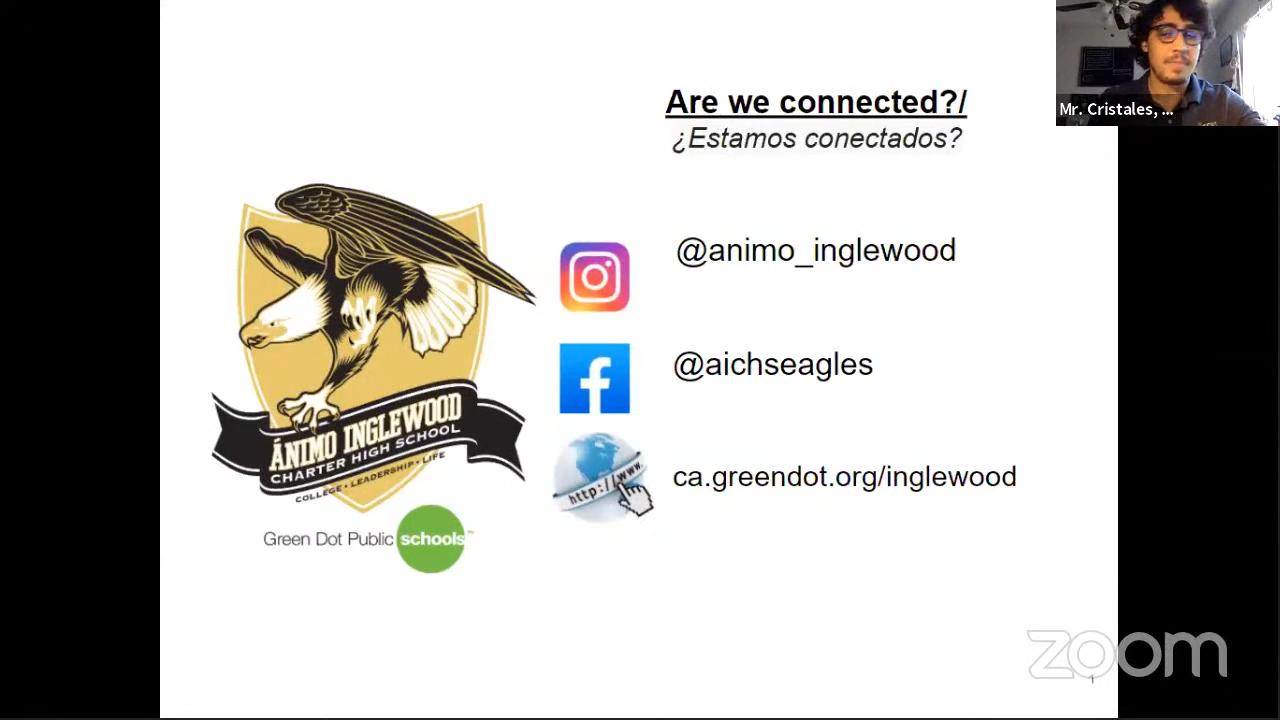 Are we connected?/
¿Estamos conectados?
Mr. Cristales, ...
@animo_inglewood
@aichseagles
http://www.
ca.greendot.org/inglewood
ÁNIMO INGLEWOOD
CHARTER HIGH SCHOOL
COLLEGE • LEADERSHIP • LIFE
Green Dot Public schools
zoom
1